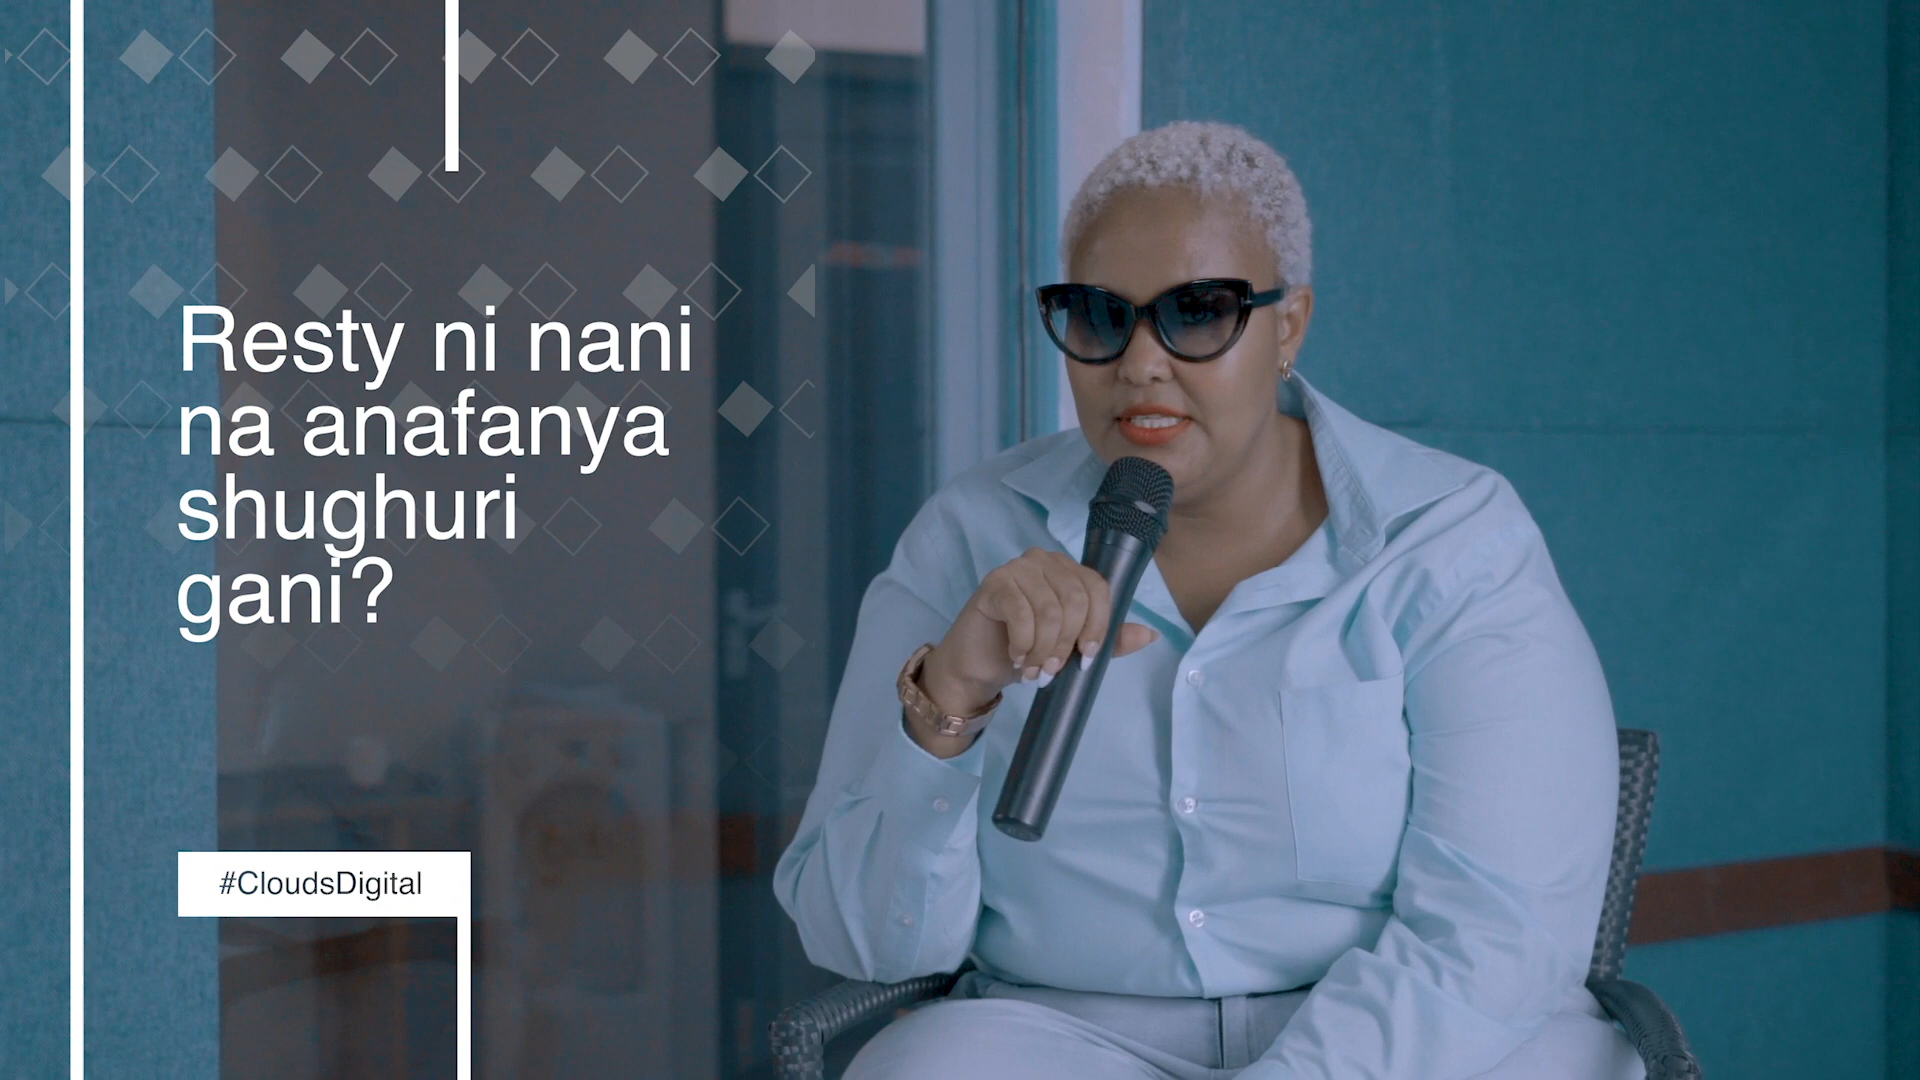 Resty ni nani
na anafanya
shughuri
gani?
#CloudsDigital